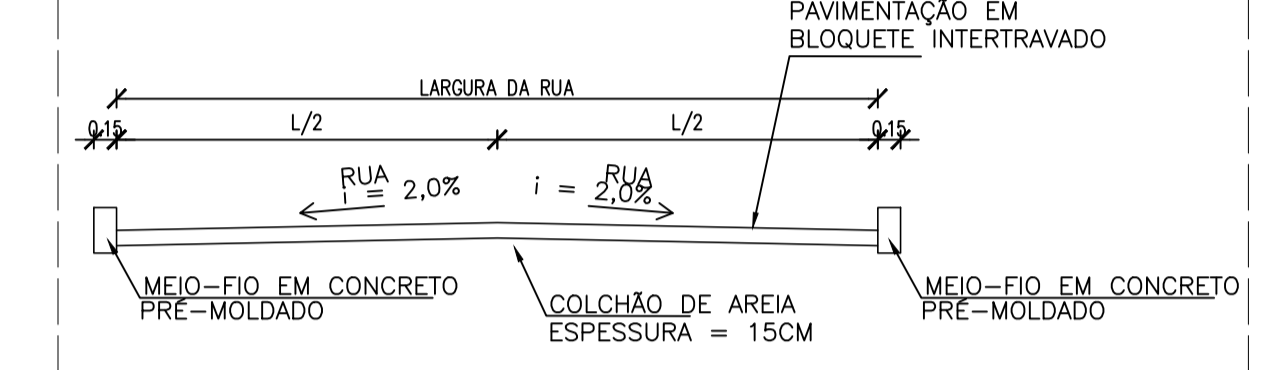 PAVIMENTAÇÃO EM
BLOQUETE INTERTRAVADO
LARGURA DA RUA
0,15
L/2
L/2
0,15
RUA
i = 2,0%
RUA
i = 2,0%
MEIO-FIO EM CONCRETO
PRÉ-MOLDADO
COLCHÃO DE AREIA
ESPESSURA = 15CM
MEIO-FIO EM CONCRETO
PRÉ-MOLDADO